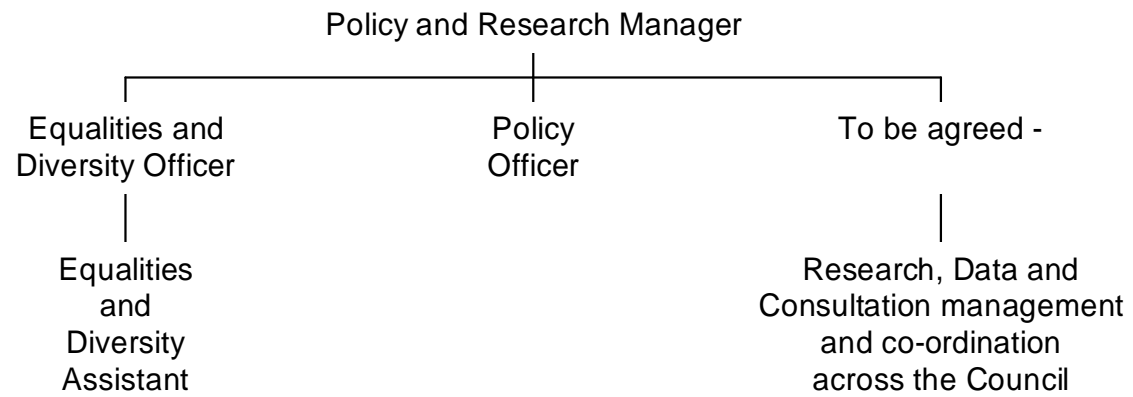 Policy and Research Manager
Equalities and
Diversity Officer
Policy
Officer
To be agreed -
Equalities
and
Diversity
Assistant
Research, Data and
Consultation management
and co-ordination
across the Council